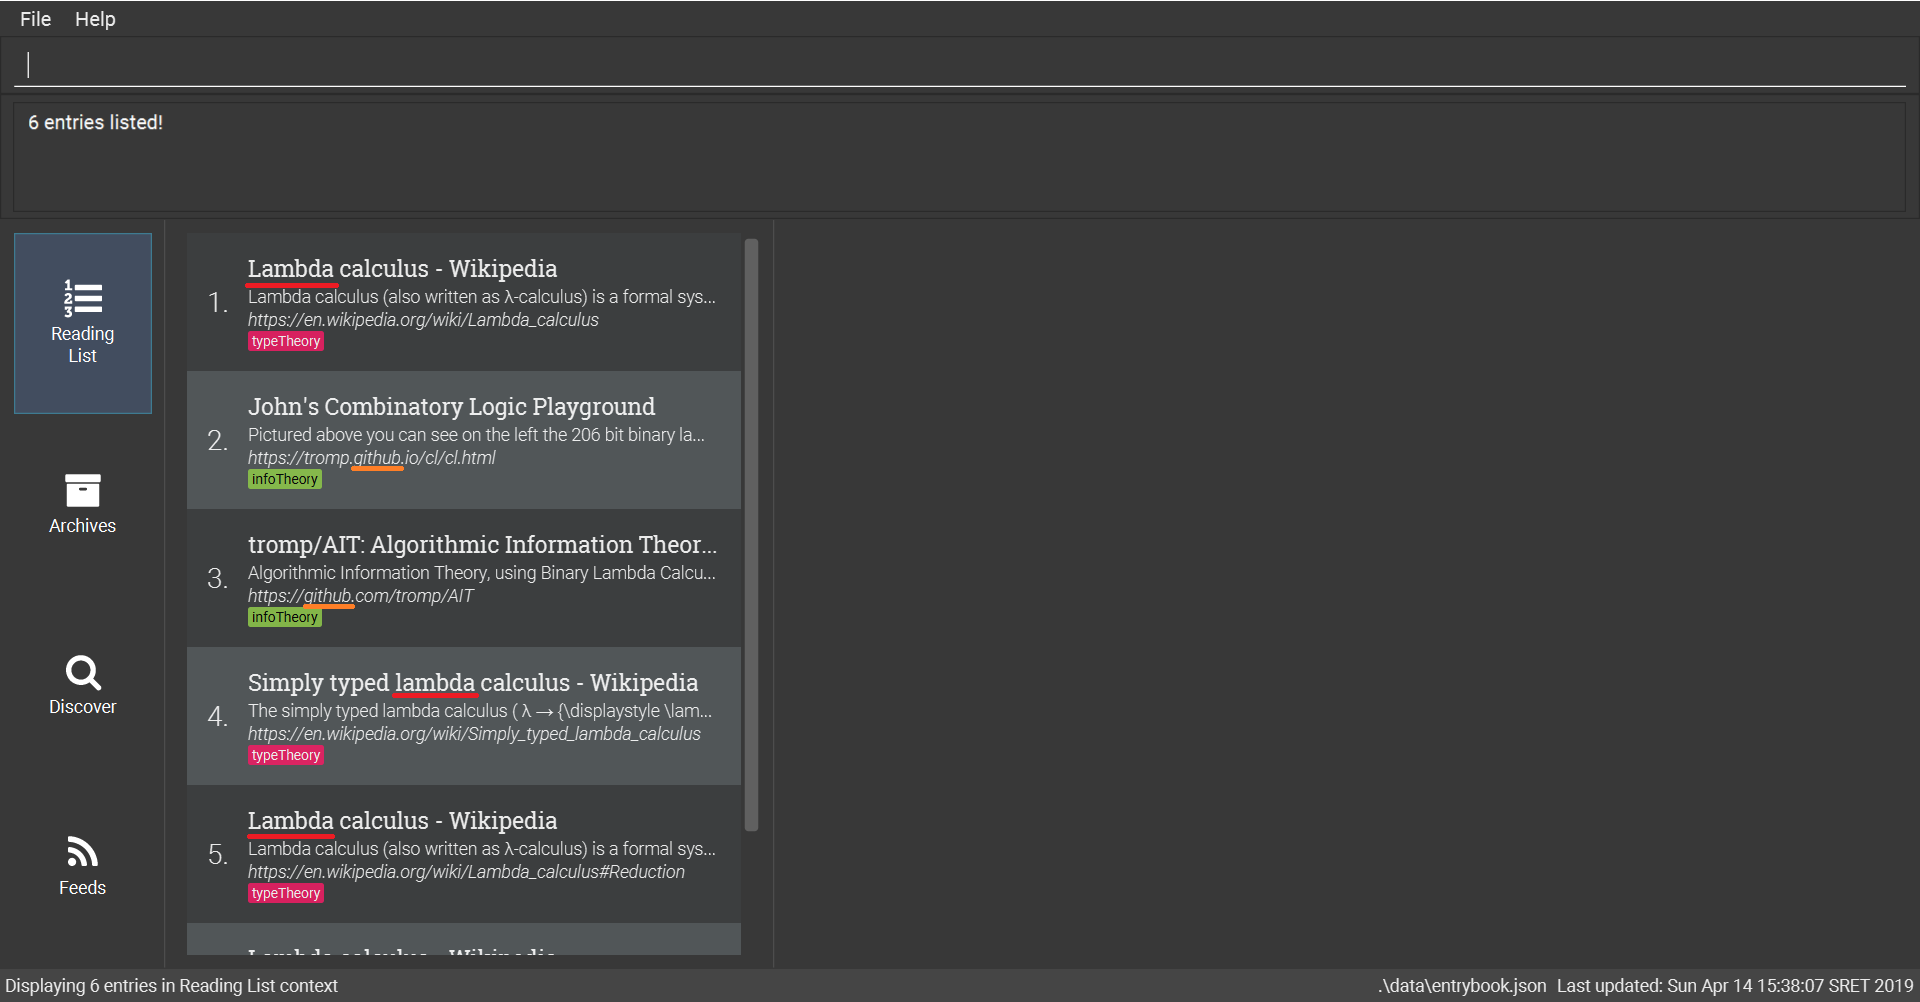 File Help
6 entries listed!
Reading
List
Archives
Discover
Feeds
1.
Lambda calculus - Wikipedia
Lambda calculus (also written as λ-calculus) is a formal sys...
https://en.wikipedia.org/wiki/Lambda_calculus
typeTheory
2.
John's Combinatory Logic Playground
Pictured above you can see on the left the 206 bit binary la...
https://tromp.github.io/cl/cl.html
infoTheory
3.
tromp/AIT: Algorithmic Information Theor...
Algorithmic Information Theory, using Binary Lambda Calcu...
https://github.com/tromp/AIT
infoTheory
4.
Simply typed lambda calculus - Wikipedia
The simply typed lambda calculus ( λ → {\displaystyle \lam...
https://en.wikipedia.org/wiki/Simply_typed_lambda_calculus
typeTheory
5.
Lambda calculus - Wikipedia
Lambda calculus (also written as λ-calculus) is a formal sys...
https://en.wikipedia.org/wiki/Lambda_calculus#Reduction
typeTheory
Lambda calculus - Wikipedia
Displaying 6 entries in Reading List context
.\data\entrybook.json Last updated: Sun Apr 14 15:38:07 SRET 2019